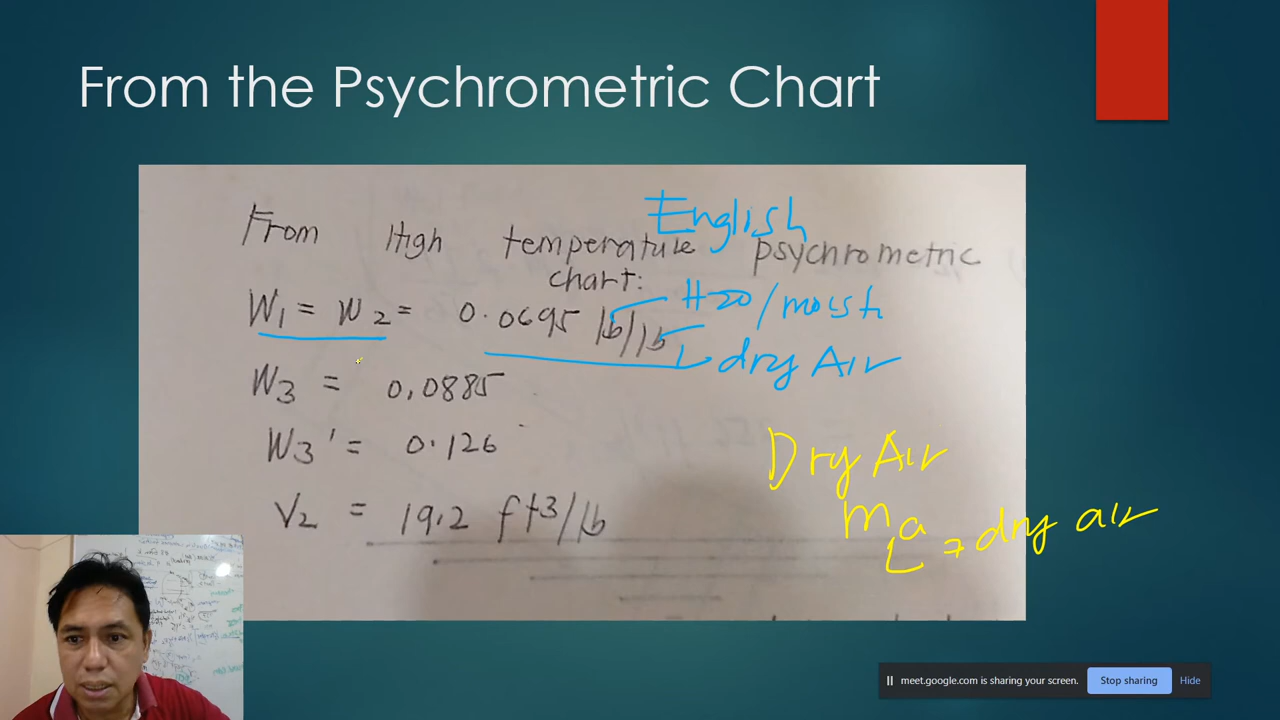 From the Psychrometric Chart
English
From High temperature psychrometric
chart:
W1 = W2 = 0.0695 lb/lb
H20/moist
dry Air
W3 = 0.0885
W3' = 0.126
V2 = 19.2 ft3/lb
Dry Air
ma → dry air
meet.google.com is sharing your screen.
Stop sharing
Hide